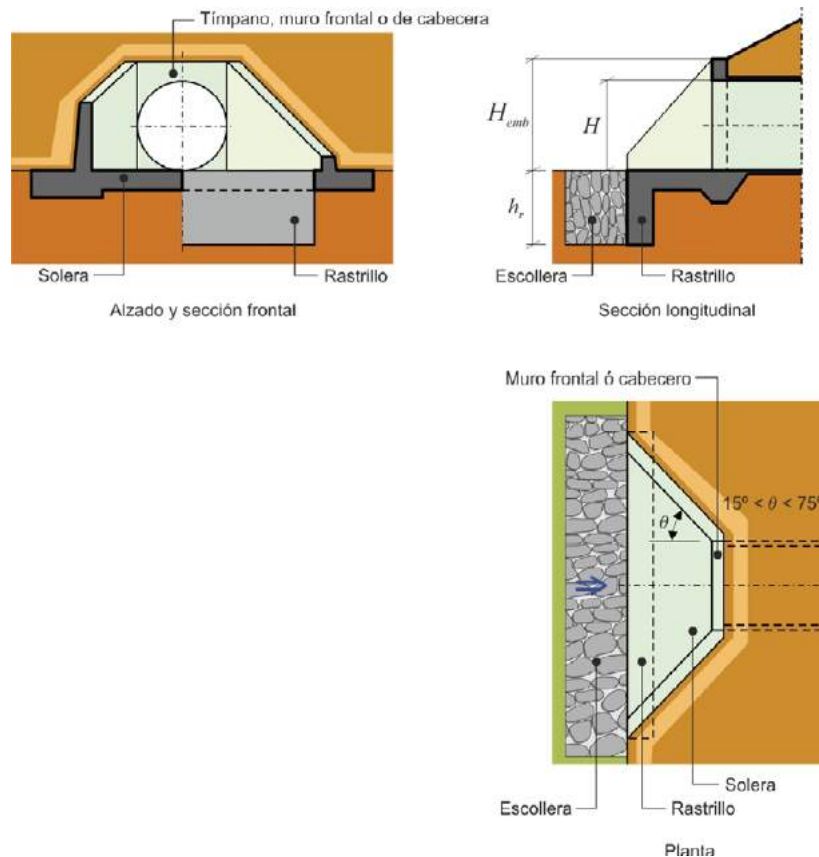 Tímpano, muro frontal o de cabecera
Solera
Rastrillo
Alzado y sección frontal
H emb
H
h r
Escollera
Rastrillo
Sección longitudinal
Muro frontal ó cabecero
15º < θ < 75º
θ
Solera
Escollera
Rastrillo
Planta